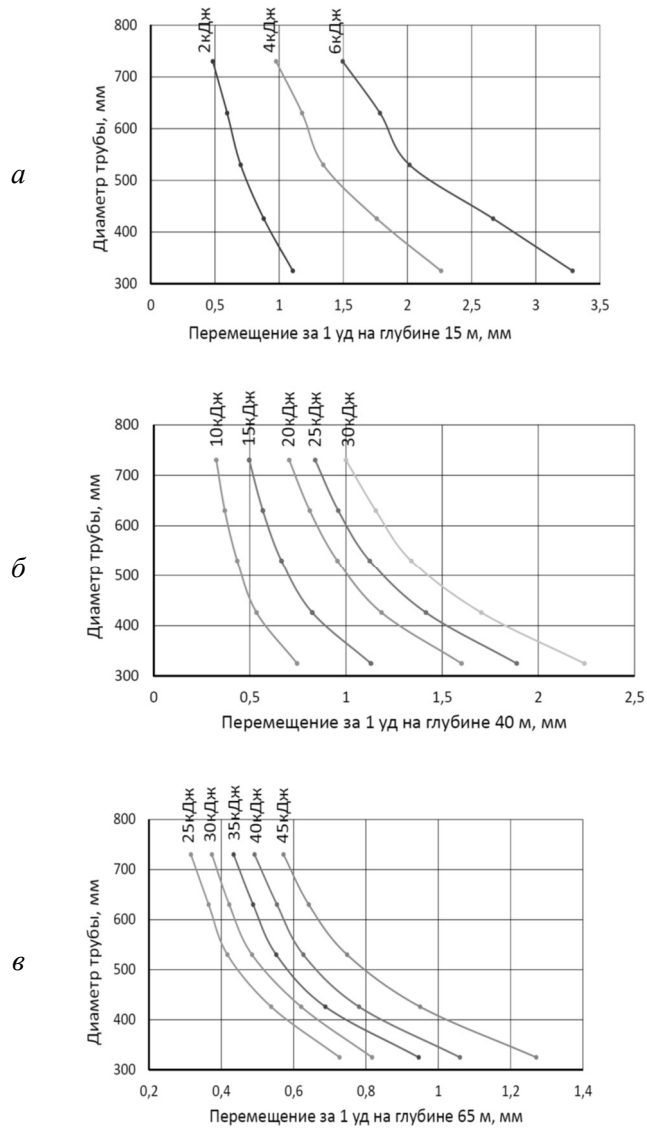 а
2кДж
4кДж
6кДж
Диаметр трубы, мм
800
700
600
500
400
300
0
0,5
1
1,5
2
2,5
3
3,5
Перемещение за 1 уд на глубине 15 м, мм
б
10кДж
15кДж
20кДж
25кДж
30кДж
Диаметр трубы, мм
800
700
600
500
400
300
0
0,5
1
1,5
2
2,5
Перемещение за 1 уд на глубине 40 м, мм
в
25кДж
30кДж
35кДж
40кДж
45кДж
Диаметр трубы, мм
800
700
600
500
400
300
0,2
0,4
0,6
0,8
1
1,2
1,4
Перемещение за 1 уд на глубине 65 м, мм